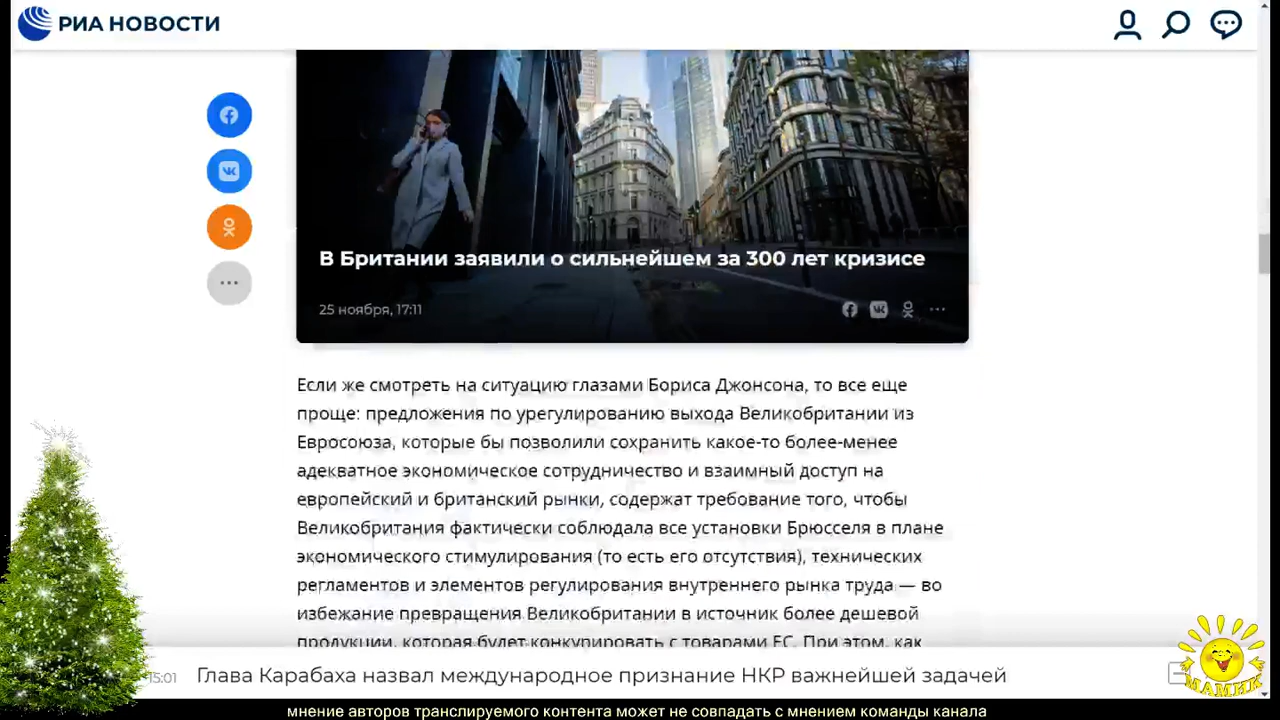 РИА НОВОСТИ
В Британии заявили о сильнейшем за 300 лет кризисе
25 ноября, 17:11
Если же смотреть на ситуацию глазами Бориса Джонсона, то все еще
проще: предложения по урегулированию выхода Великобритании из
Евросоюза, которые бы позволили сохранить какое-то более-менее
адекватное экономическое сотрудничество и взаимный доступ на
европейский и британский рынки, содержат требование того, чтобы
Великобритания фактически соблюдала все установки Брюсселя в плане
экономического стимулирования (то есть его отсутствия), технических
регламентов и элементов регулирования внутреннего рынка труда — во
избежание превращения Великобритании в источник более дешевой
продукции, которая будет конкурировать с товарами ЕС. При этом, как
15:01 Глава Карабаха назвал международное признание НКР важнейшей задачей
МАМИК
мнение авторов транслируемого контента может не совпадать с мнением команды канала